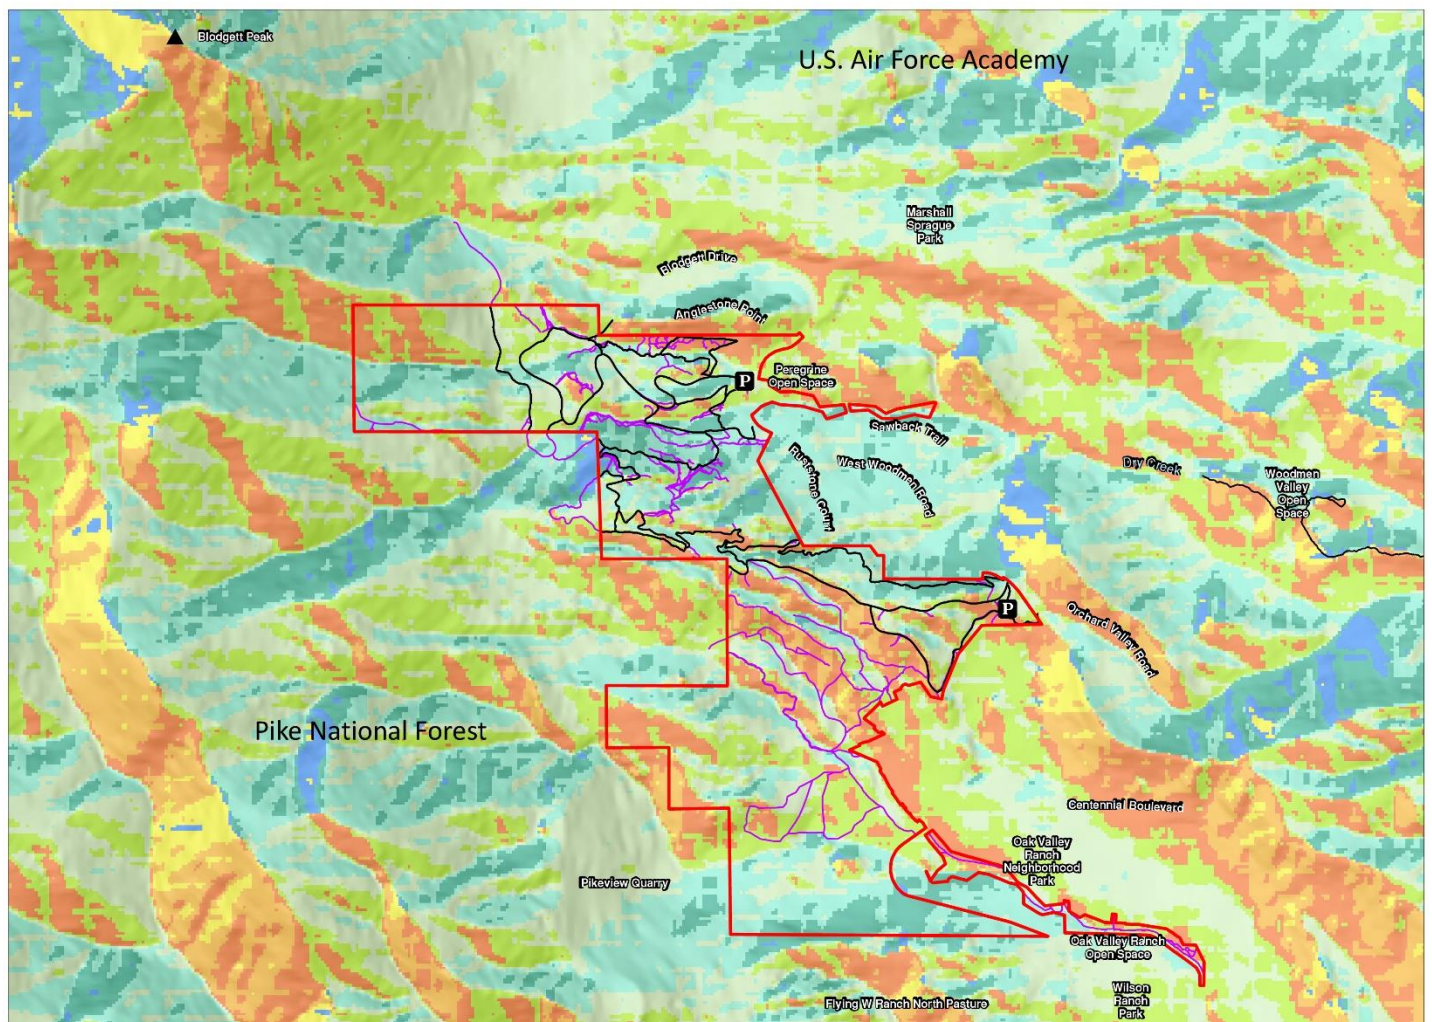 Blodgett Peak
U.S. Air Force Academy
Marshall
Sprague
Park
Blodgett Drive
Anglestone Point
P
Peregrine
Open Space
Sawback Trail
West Woodmen Road
Ruststone Court
Dry Creek
Woodmen
Valley
Open
Space
P
Orchard Valley Road
Pike National Forest
Centennial Boulevard
Oak Valley
Ranch
Neighborhood
Park
Pikeview Quarry
Oak Valley Ranch
Open Space
Wilson
Ranch
Park
Flying W Ranch North Pasture